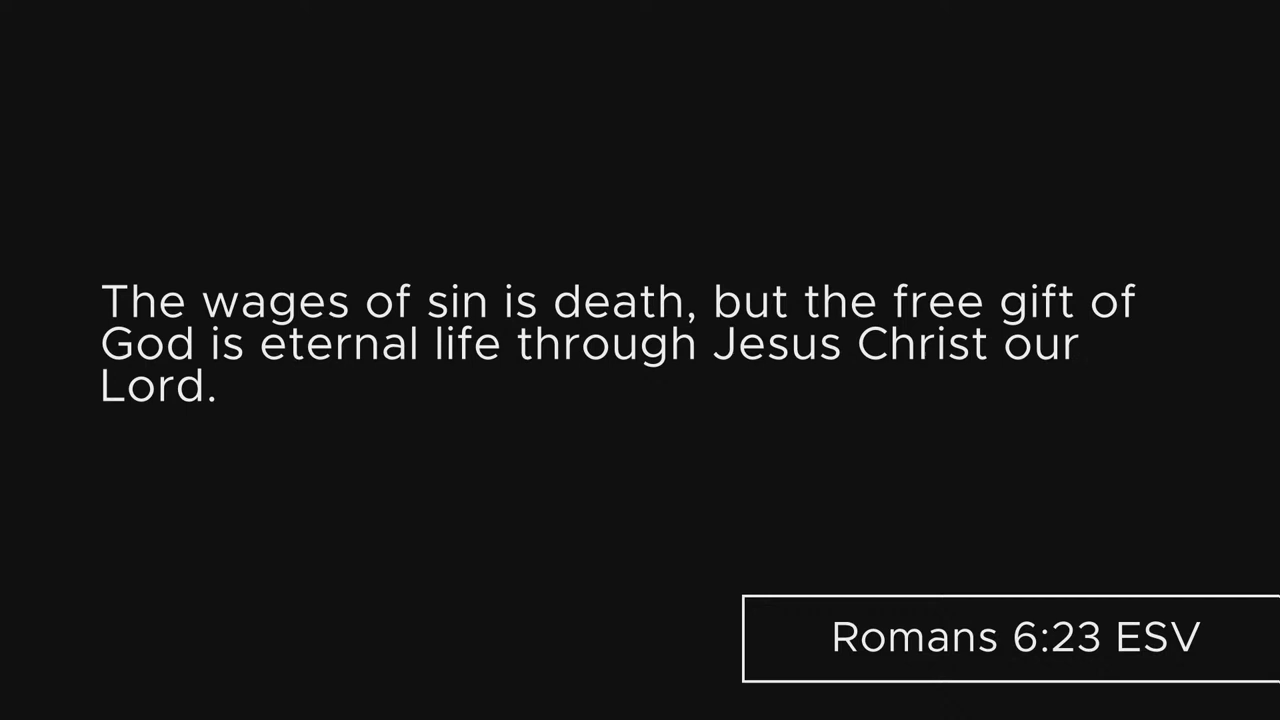 The wages of sin is death, but the free gift of
God is eternal life through Jesus Christ our
Lord.
Romans 6:23 ESV